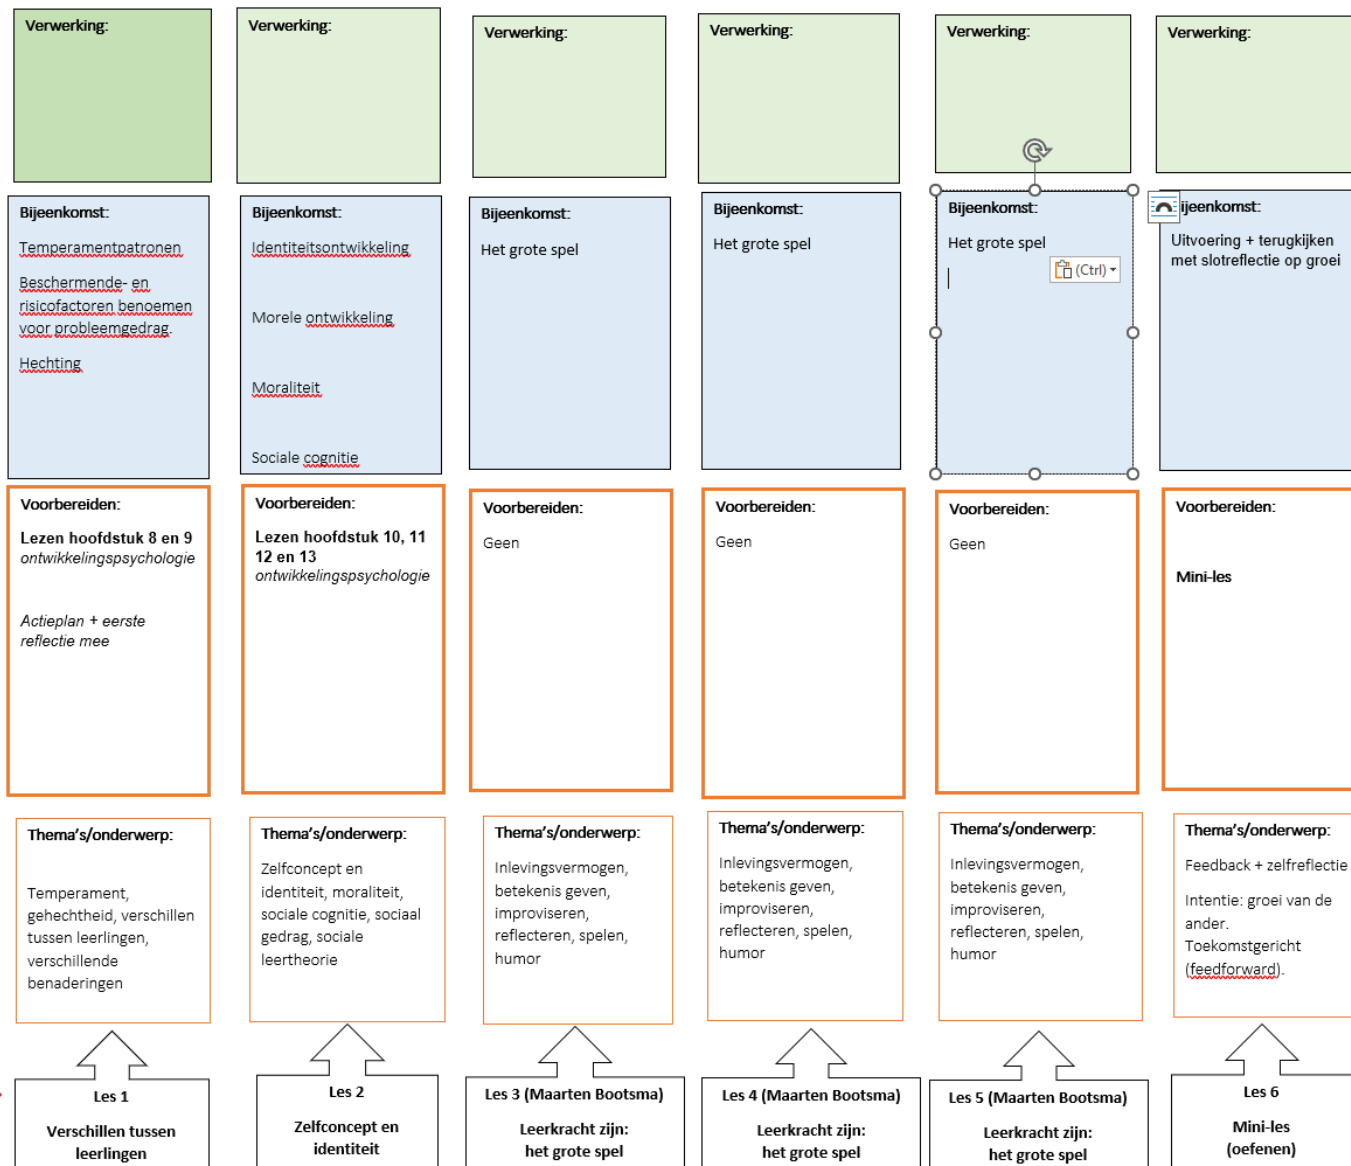 Verwerking:
Verwerking:
Verwerking:
Verwerking:
Verwerking:
Verwerking:
Bijeenkomst:
Temperamentpatronen
Beschermende- en
risicofactoren benoemen
voor probleemgedrag.
Hechting
Bijeenkomst:
Identiteitsontwikkeling
Morele ontwikkeling
Moraliteit
Sociale cognitie
Bijeenkomst:
Het grote spel
Bijeenkomst:
Het grote spel
Bijeenkomst:
Het grote spel
(Ctrl)
ijeenkomst:
Uitvoering + terugkijken
met slotreflectie op groei
Voorbereiden:
Lezen hoofdstuk 8 en 9
ontwikkelingspsychologie
Actieplan + eerste
reflectie mee
Voorbereiden:
Lezen hoofdstuk 10, 11
12 en 13
ontwikkelingspsychologie
Voorbereiden:
Geen
Voorbereiden:
Geen
Voorbereiden:
Geen
Voorbereiden:
Mini-les
Thema's/onderwerp:
Temperament,
gehechtheid, verschillen
tussen leerlingen,
verschillende
benaderingen
Thema's/onderwerp:
Zelfconcept en
identiteit, moraliteit,
sociale cognitie, sociaal
gedrag, sociale
leertheorie
Thema's/onderwerp:
Inlevingsvermogen,
betekenis geven,
improviseren,
reflecteren, spelen,
humor
Thema's/onderwerp:
Inlevingsvermogen,
betekenis geven,
improviseren,
reflecteren, spelen,
humor
Thema's/onderwerp:
Inlevingsvermogen,
betekenis geven,
improviseren,
reflecteren, spelen,
humor
Thema's/onderwerp:
Feedback + zelfreflectie
Intentie: groei van de
ander.
Toekomstgericht
(feedforward).
Les 1
Verschillen tussen
leerlingen
Les 2
Zelfconcept en
identiteit
Les 3 (Maarten Bootsma)
Leerkracht zijn:
het grote spel
Les 4 (Maarten Bootsma)
Leerkracht zijn:
het grote spel
Les 5 (Maarten Bootsma)
Leerkracht zijn:
het grote spel
Les 6
Mini-les
(oefenen)